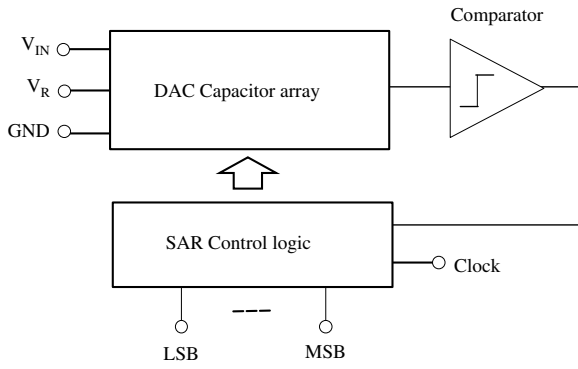 Comparator
V_IN
V_R
GND
DAC Capacitor array
SAR Control logic
Clock
LSB
MSB